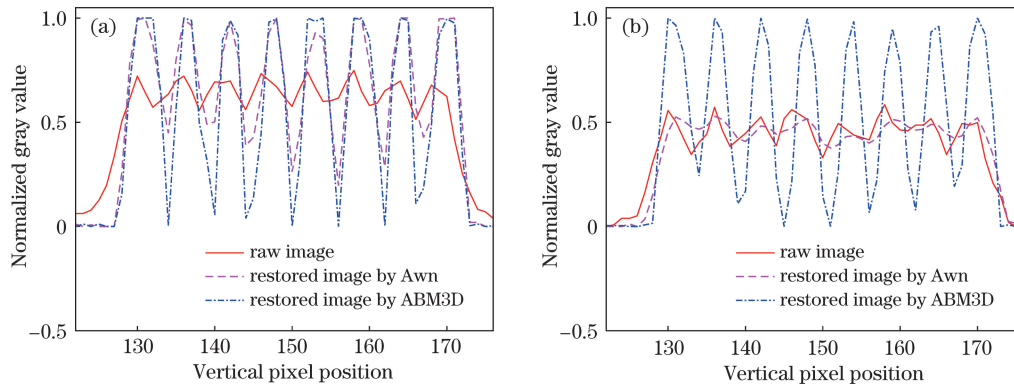 (a)
1.0
0.5
0
−0.5
Normalized gray value
130 140 150 160 170
Vertical pixel position
raw image
restored image by Awn
restored image by ABM3D
(b)
1.0
0.5
0
−0.5
Normalized gray value
130 140 150 160 170
Vertical pixel position
raw image
restored image by Awn
restored image by ABM3D